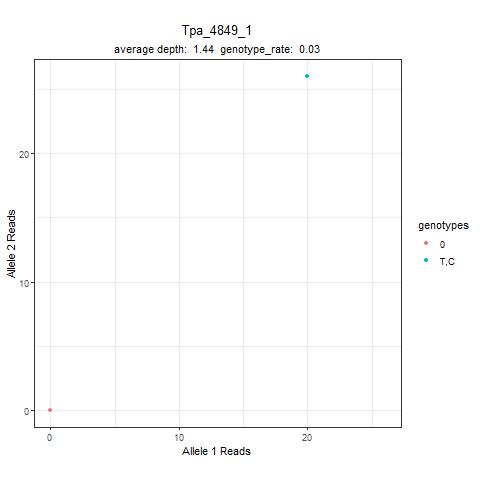 Tpa_4849_1
average depth: 1.44 genotype_rate: 0.03
20
10
0
Allele 2 Reads
0 10 20
Allele 1 Reads
genotypes
0
T,C